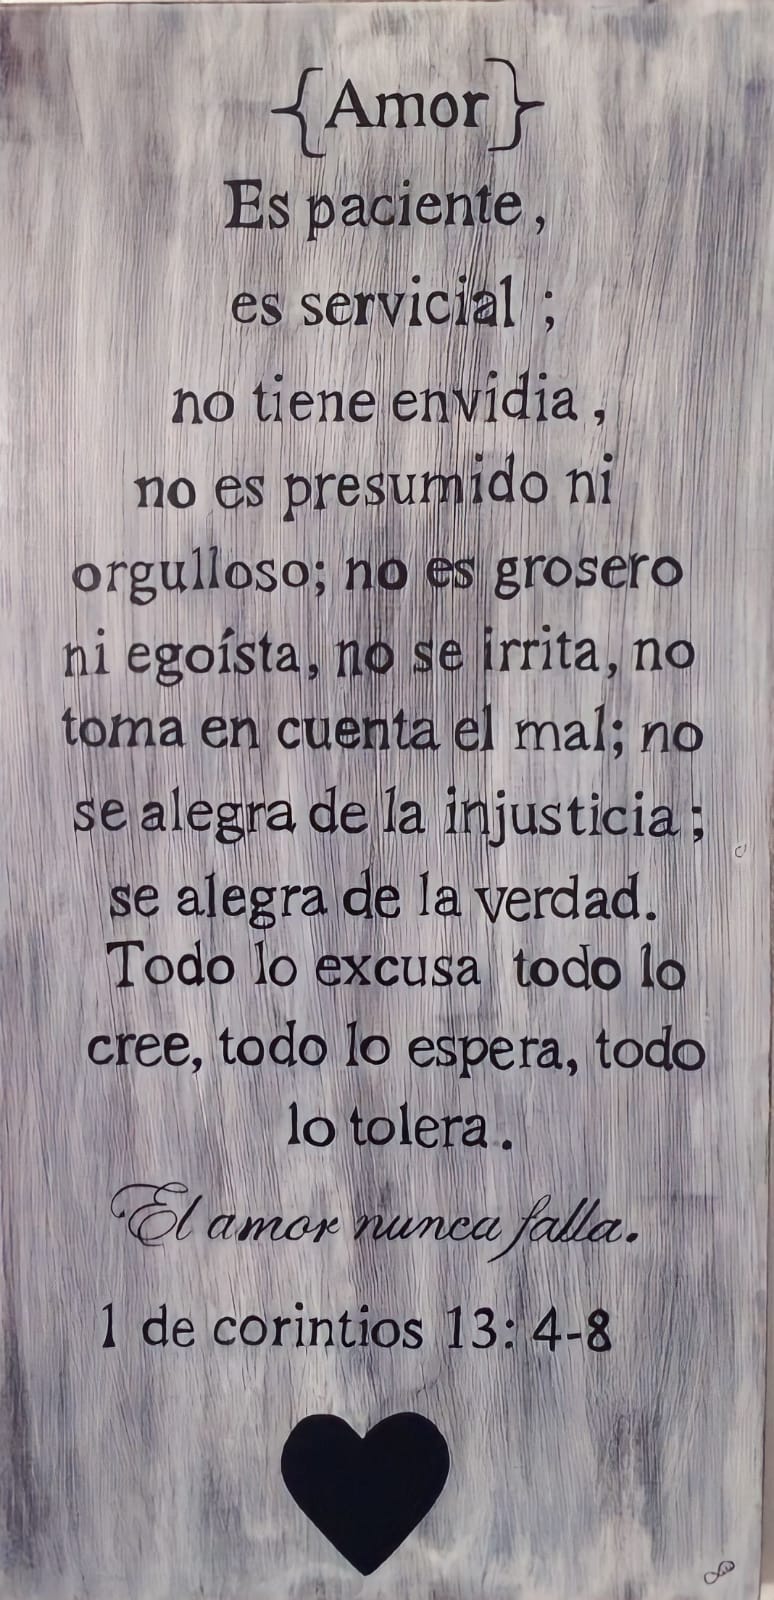 {Amor}
Es paciente,
es servicial ;
no tiene envidia ,
no es presumido ni
orgulloso; no es grosero
ni egoísta, no se irrita, no
toma en cuenta el mal; no
se alegra de la injusticia ;
se alegra de la verdad.
Todo lo excusa todo lo
cree, todo lo espera, todo
lo tolera .
El amor nunca falla.
1 de corintios 13: 4-8